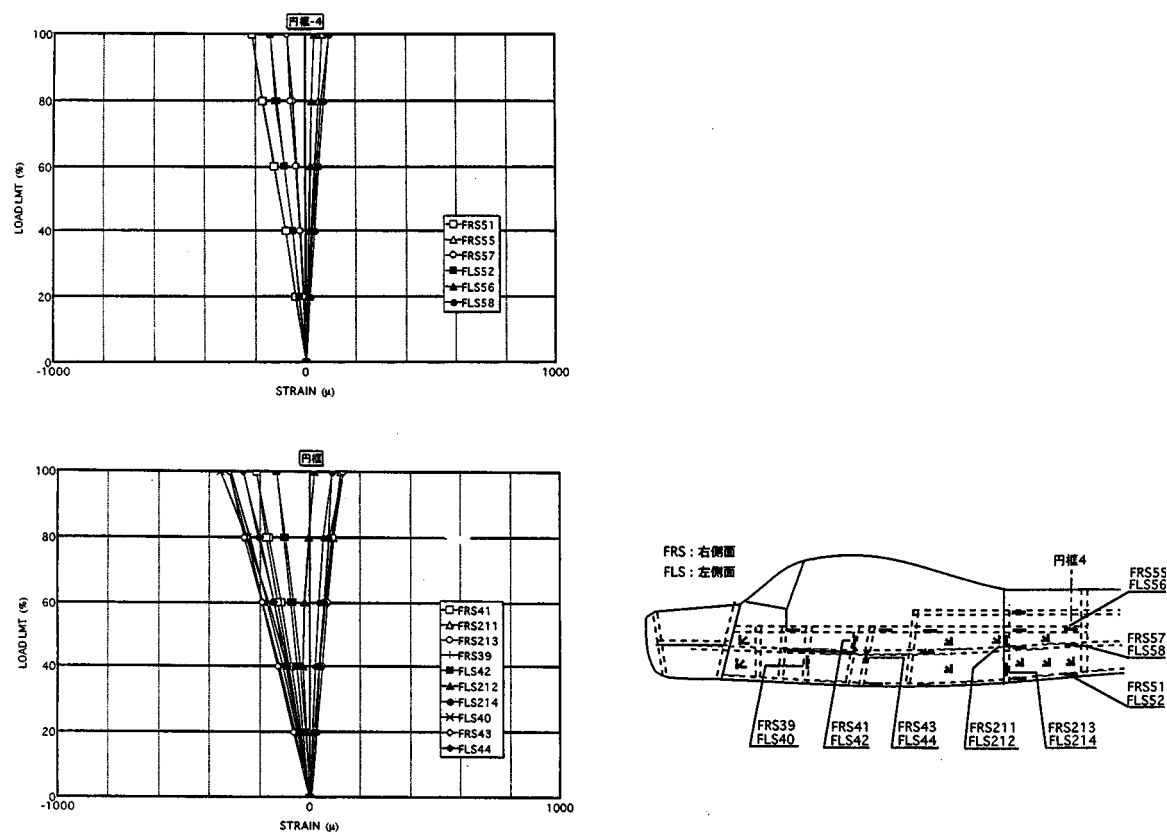 円框-4
100
80
60
40
20
0
LOAD LMT (%)
-1000
0
1000
STRAIN (μ)
FRS51
FRS55
FRS57
FLS52
FLS56
FLS58
円框
100
80
60
40
20
0
LOAD LMT (%)
-1000
0
1000
STRAIN (μ)
FRS41
FRS211
FRS213
FRS39
FLS42
FLS212
FLS214
FLS40
FRS43
FLS44
FRS : 右側面
FLS : 左側面
円框4
FRS55
FLS56
FRS57
FLS58
FRS51
FLS52
FRS39
FLS40
FRS41
FLS42
FRS43
FLS44
FRS211
FLS212
FRS213
FLS214